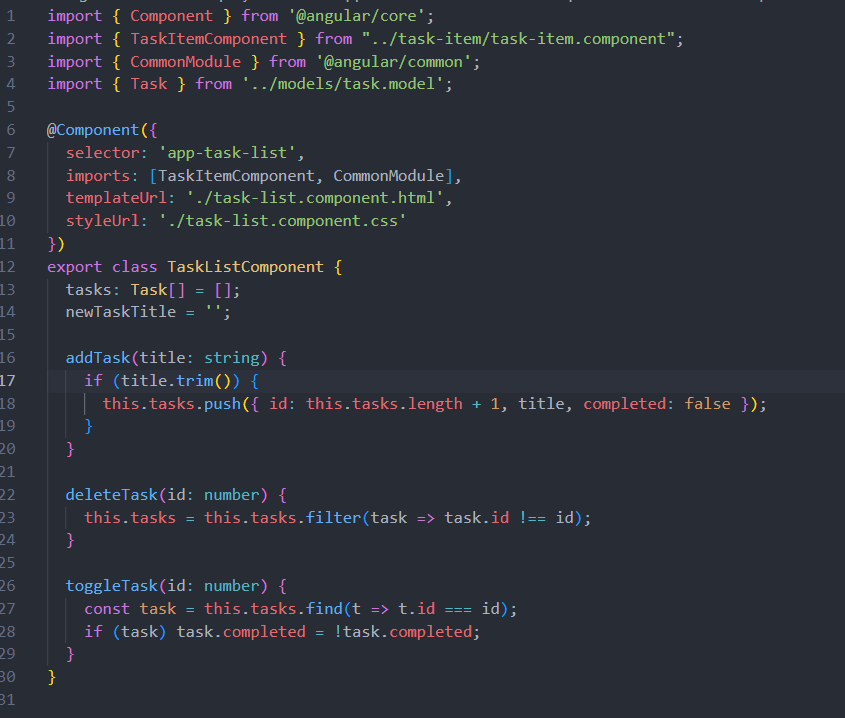 1 import { Component } from '@angular/core';
2 import { TaskItemComponent } from "../task-item/task-item.component";
3 import { CommonModule } from '@angular/common';
4 import { Task } from '../models/task.model';
5
6 @Component({
7   selector: 'app-task-list',
8   imports: [TaskItemComponent, CommonModule],
9   templateUrl: './task-list.component.html',
10   styleUrl: './task-list.component.css'
11 })
12 export class TaskListComponent {
13   tasks: Task[] = [];
14   newTaskTitle = '';
15
16   addTask(title: string) {
17     if (title.trim()) {
18       this.tasks.push({ id: this.tasks.length + 1, title, completed: false });
19     }
20   }
21
22   deleteTask(id: number) {
23     this.tasks = this.tasks.filter(task => task.id !== id);
24   }
25
26   toggleTask(id: number) {
27     const task = this.tasks.find(t => t.id === id);
28     if (task) task.completed = !task.completed;
29   }
30 }
31